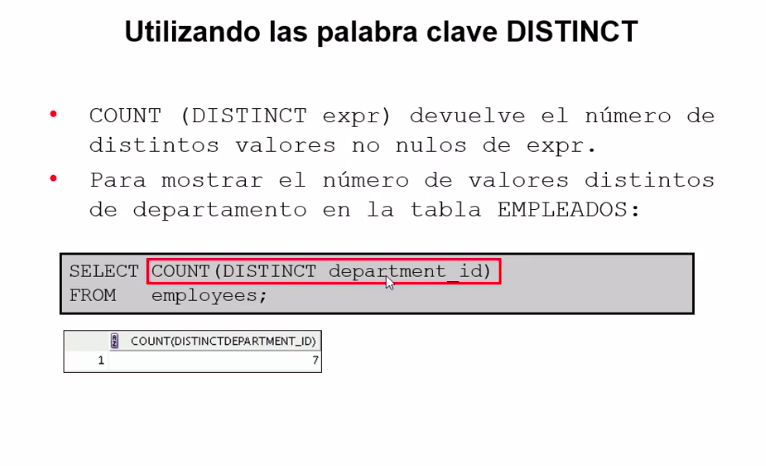 Utilizando las palabra clave DISTINCT
• COUNT (DISTINCT expr) devuelve el número de
distintos valores no nulos de expr.
• Para mostrar el número de valores distintos
de departamento en la tabla EMPLEADOS:
SELECT COUNT(DISTINCT department_id)
FROM employees;
COUNT(DISTINCTDEPARTMENT_ID)
1 7